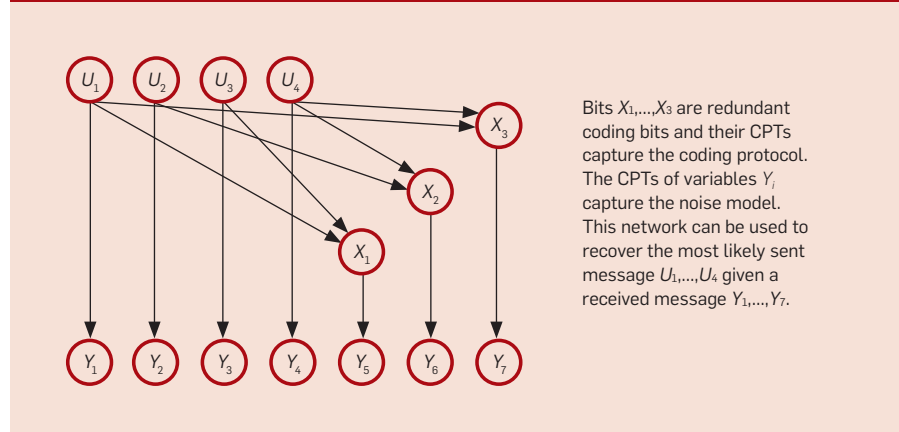 U1 U2 U3 U4
X3
X2
X1
Y1 Y2 Y3 Y4 Y5 Y6 Y7
Bits X1,...,X3 are redundant
coding bits and their CPTs
capture the coding protocol.
The CPTs of variables Yi
capture the noise model.
This network can be used to
recover the most likely sent
message U1,...,U4 given a
received message Y1,...,Y7.